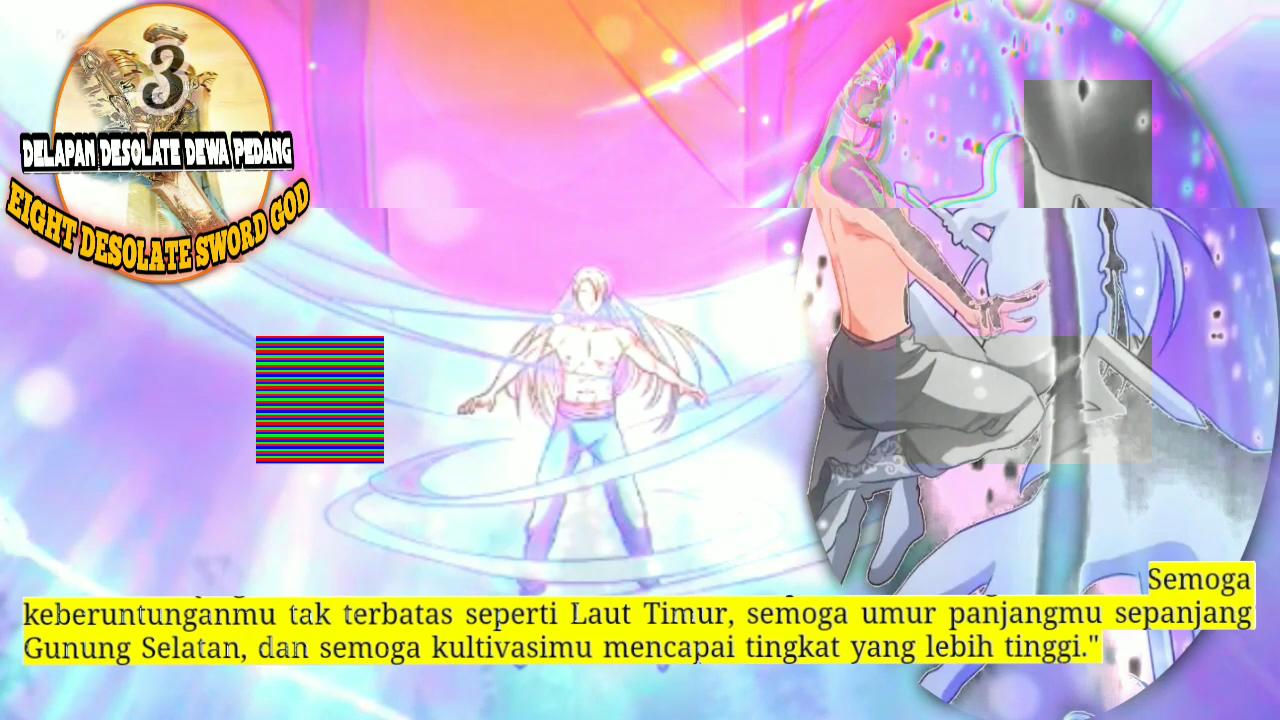 3
DELAPAN DESOLATE DEWA PEDANG
EIGHT DESOLATE SWORD GOD
Semoga
keberuntunganmu tak terbatas seperti Laut Timur, semoga umur panjangmu sepanjang
Gunung Selatan, dan semoga kultivasimu mencapai tingkat yang lebih tinggi."